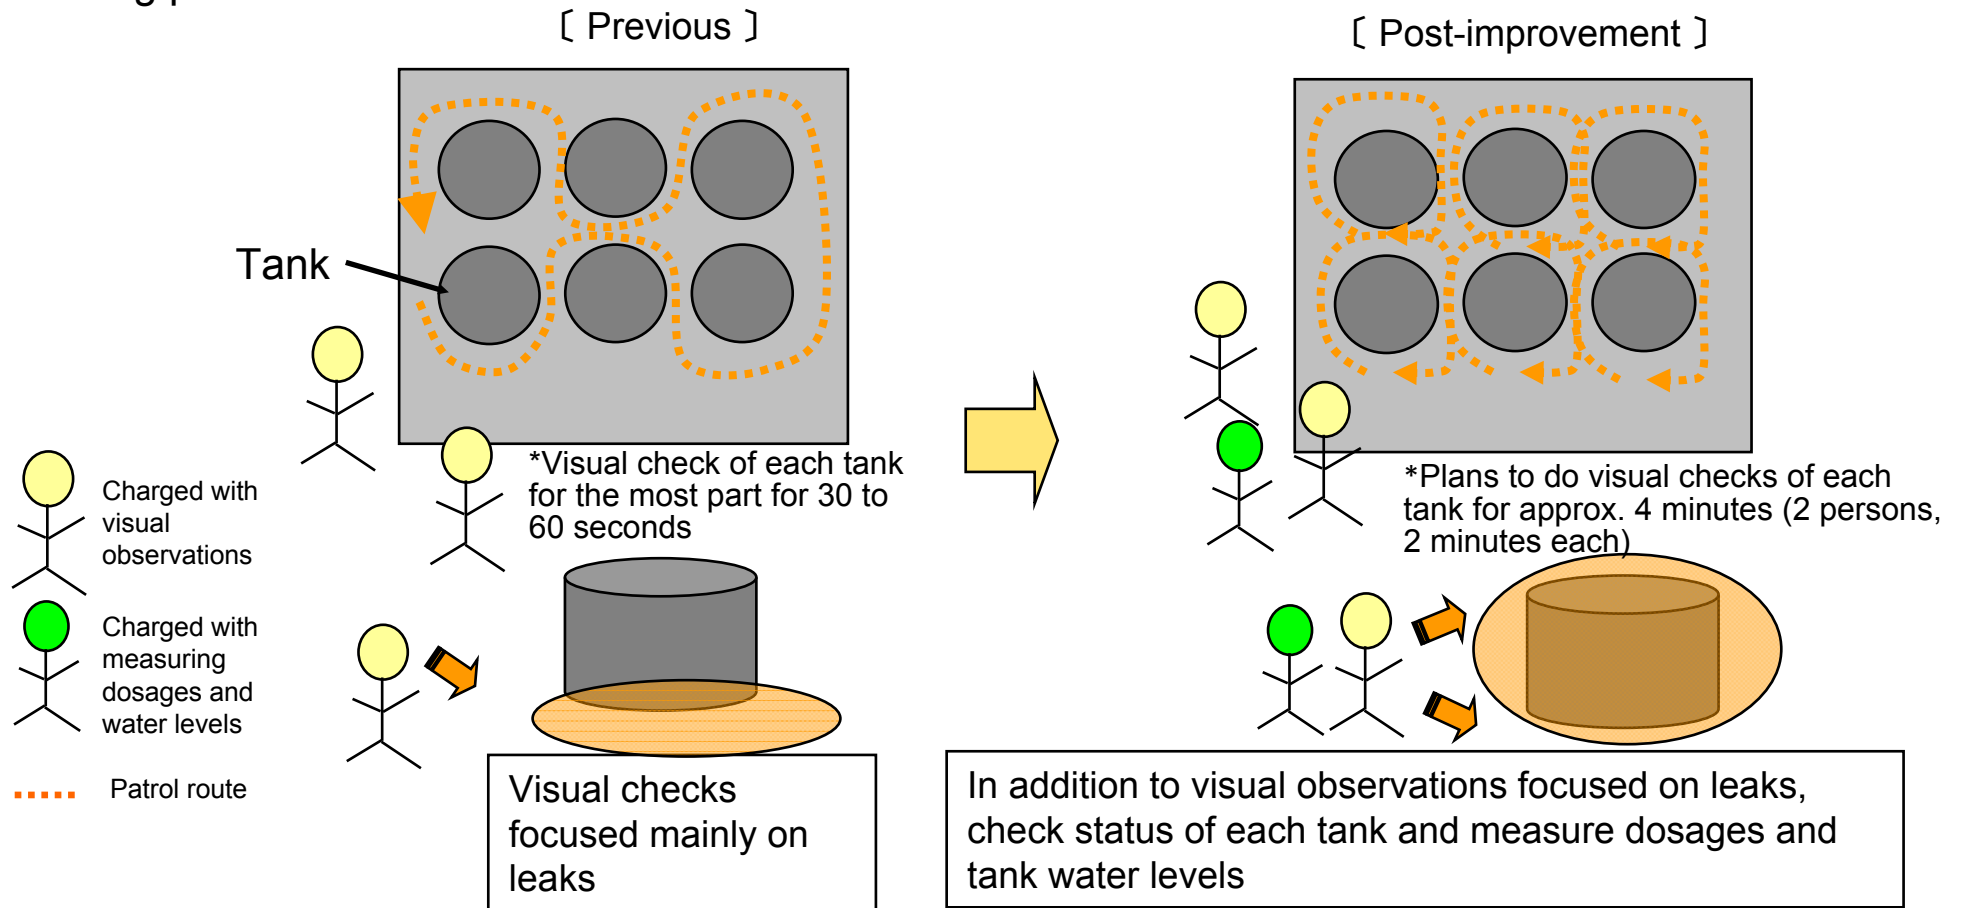 〔 Previous 〕
〔 Post-improvement 〕
Tank
*Visual check of each tank
for the most part for 30 to
60 seconds
*Plans to do visual checks of each
tank for approx. 4 minutes (2 persons,
2 minutes each)
Charged with
visual
observations
Charged with
measuring
dosages and
water levels
Patrol route
Visual checks
focused mainly on
leaks
In addition to visual observations focused on leaks,
check status of each tank and measure dosages and
tank water levels